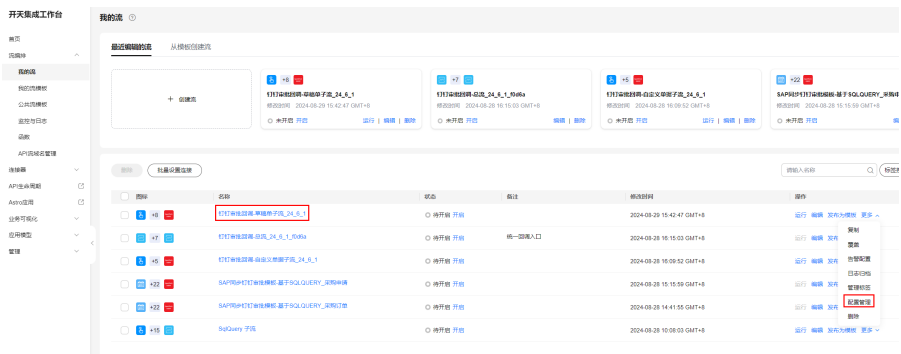 开天集成工作台
首页
流编排
我的流
我的流模板
公共流模板
监控与日志
函数
API流域名管理
连接器
API生命周期
Astro应用
业务可视化
应用模型
管理
我的流
最近编辑的流 从模板创建流
+ 创建流
+8
钉钉审批回调-草稿单子流_24_6_1
修改时间 2024-08-29 15:42:47 GMT+8
未开启 开启 运行 | 编辑 | 删除
+7
钉钉审批回调-总流_24_6_1_f0d6a
修改时间 2024-08-28 16:15:03 GMT+8
未开启 开启 编辑 | 删除
+5
钉钉审批回调-自定义单据子流_24_6_1
修改时间 2024-08-28 16:09:52 GMT+8
未开启 开启 运行 | 编辑 | 删除
+22
SAP同步钉钉审批模板-基于SQLQUERY_采购申
修改时间 2024-08-28 15:15:59 GMT+8
未开启 开启
删除 批量设置连接 请输入名称
图标 名称 状态 备注 修改时间 操作
+8 钉钉审批回调-草稿单子流_24_6_1 待开启 开启 2024-08-29 15:42:47 GMT+8 运行 编辑 发布为模板 更多
+7 钉钉审批回调-总流_24_6_1_f0d6a 待开启 开启 统一回调入口 2024-08-28 16:15:03 GMT+8 运行 编辑 发布
+5 钉钉审批回调-自定义单据子流_24_6_1 待开启 开启 2024-08-28 16:09:52 GMT+8 运行 编辑 发布
+22 SAP同步钉钉审批模板-基于SQLQUERY_采购申请 待开启 开启 2024-08-28 15:15:59 GMT+8 运行 编辑 发布
+22 SAP同步钉钉审批模板-基于SQLQUERY_采购订单 待开启 开启 2024-08-28 14:41:55 GMT+8 运行 编辑 发布
+15 SqlQuery 子流 待开启 开启 2024-08-28 10:08:03 GMT+8 运行 编辑 发布为模板 更多
复制
覆盖
告警配置
日志归档
管理标签
配置管理
删除